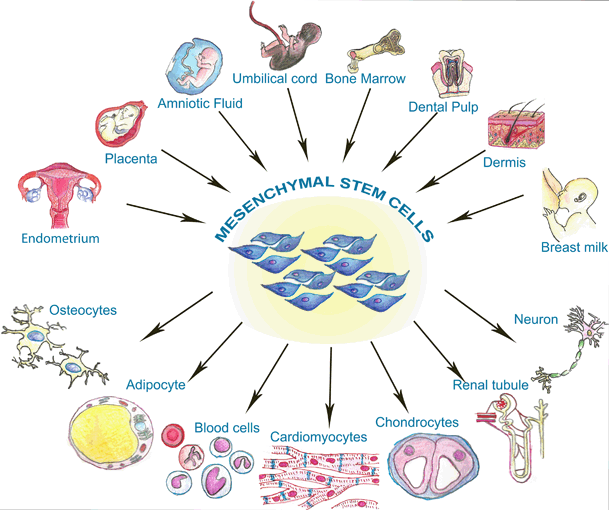 Umbilical cord
Bone Marrow
Amniotic Fluid
Dental Pulp
Placenta
Dermis
MESENCHYMAL STEM CELLS
Endometrium
Breast milk
Osteocytes
Neuron
Adipocyte
Renal tubule
Blood cells
Cardiomyocytes
Chondrocytes